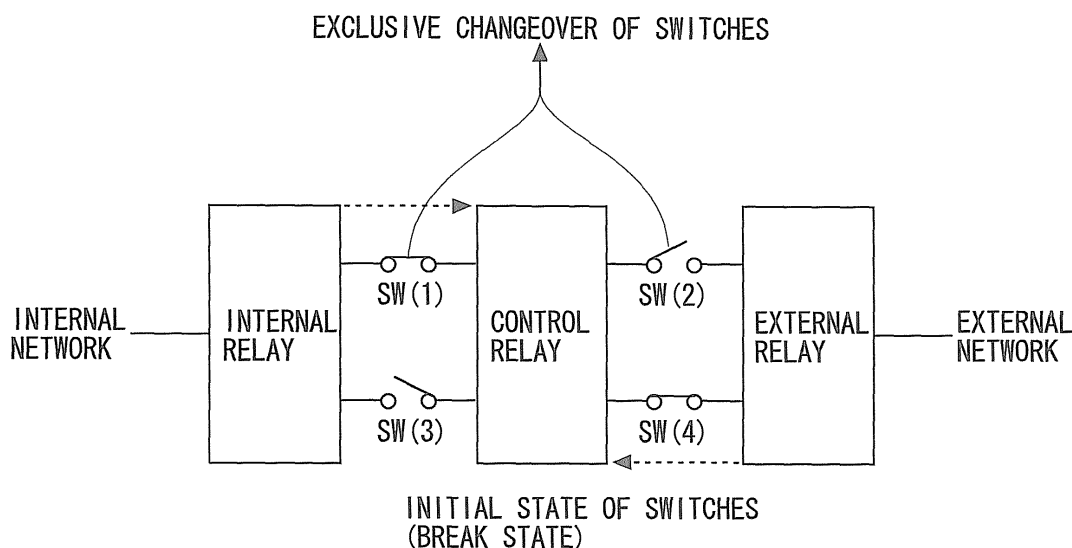 EXCLUSIVE CHANGEOVER OF SWITCHES
SW(1)
SW(2)
INTERNAL
NETWORK
INTERNAL
RELAY
CONTROL
RELAY
EXTERNAL
RELAY
EXTERNAL
NETWORK
SW(3)
SW(4)
INITIAL STATE OF SWITCHES
(BREAK STATE)